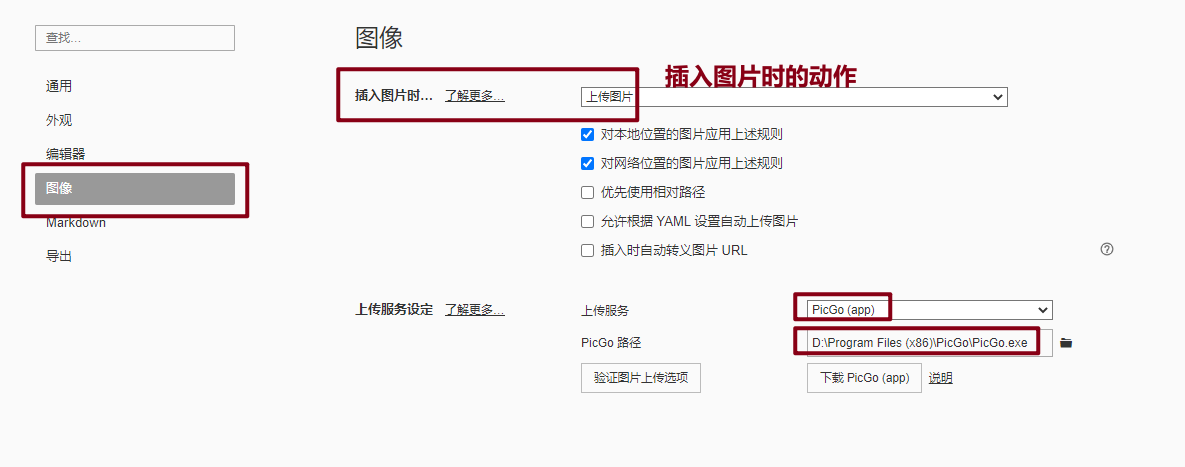 查找...
通用
外观
编辑器
图像
Markdown
导出
图像
插入图片时的动作
插入图片时... 了解更多...
上传图片
对本地位置的图片应用上述规则
对网络位置的图片应用上述规则
优先使用相对路径
允许根据 YAML 设置自动上传图片
插入时自动转义图片 URL
?
上传服务设定 了解更多...
上传服务 PicGo (app)
PicGo 路径 D:\Program Files (x86)\PicGo\PicGo.exe
验证图片上传选项 下载 PicGo (app) 说明